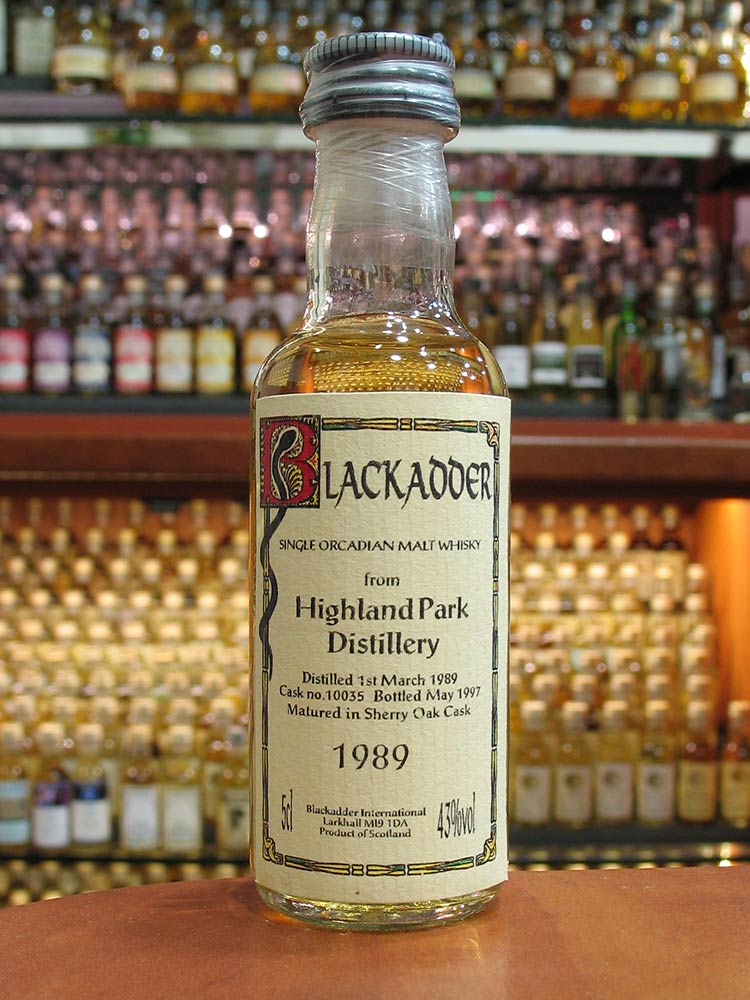 BLACKADDER
SINGLE ORCADIAN MALT WHISKY
from
Highland Park
Distillery
Distilled 1st March 1989
Cask no.10035 Bottled May 1997
Matured in Sherry Oak Cask
1989
5cl
Blackadder International
Larkhall Ml9 1DA
Product of Scotland
43%vol